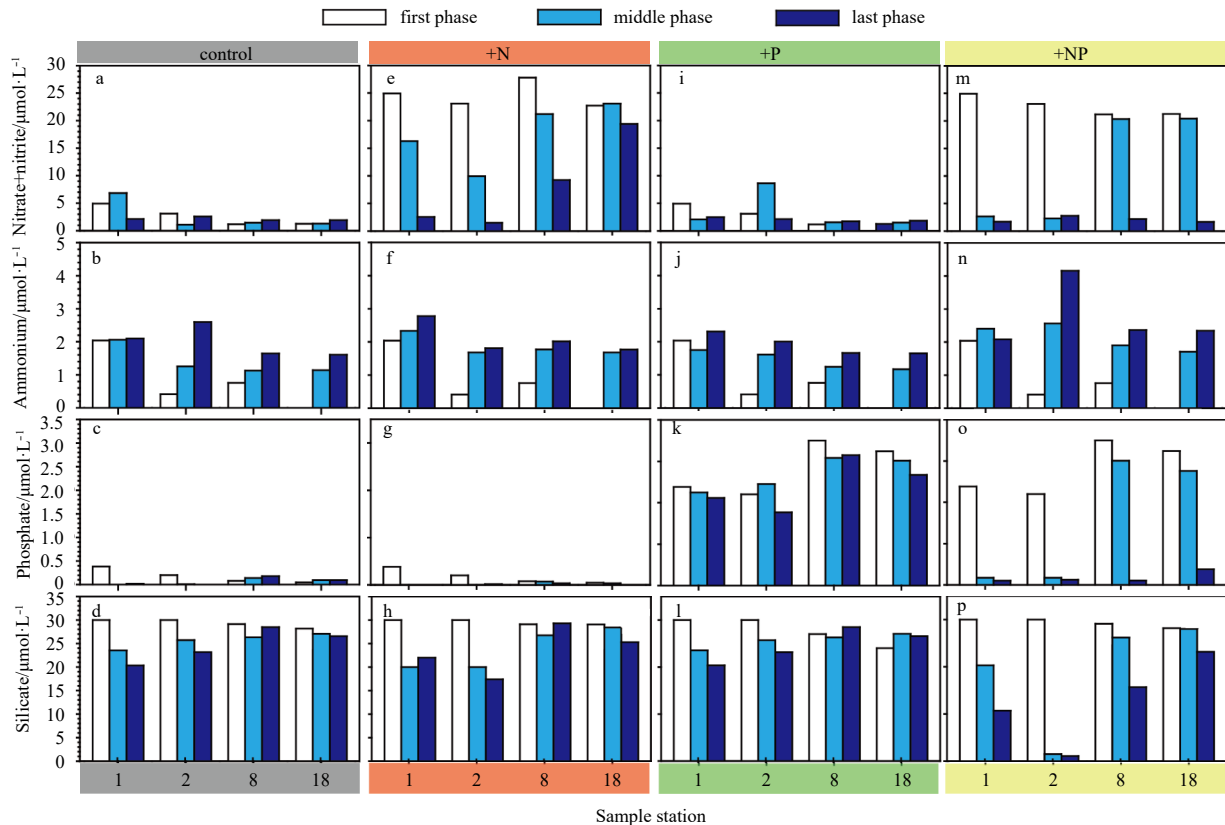 first phase middle phase last phase
control +N +P +NP
Nitrate+nitrite/μmol·L⁻¹
30
25
20
15
10
5
0
a e i m
Ammonium/μmol·L⁻¹
5
4
3
2
1
0
b f j n
Phosphate/μmol·L⁻¹
3.5
3.0
2.5
2.0
1.5
1.0
0.5
0
c g k o
Silicate/μmol·L⁻¹
35
30
25
20
15
10
5
0
d h l p
1 2 8 18 1 2 8 18 1 2 8 18 1 2 8 18
Sample station